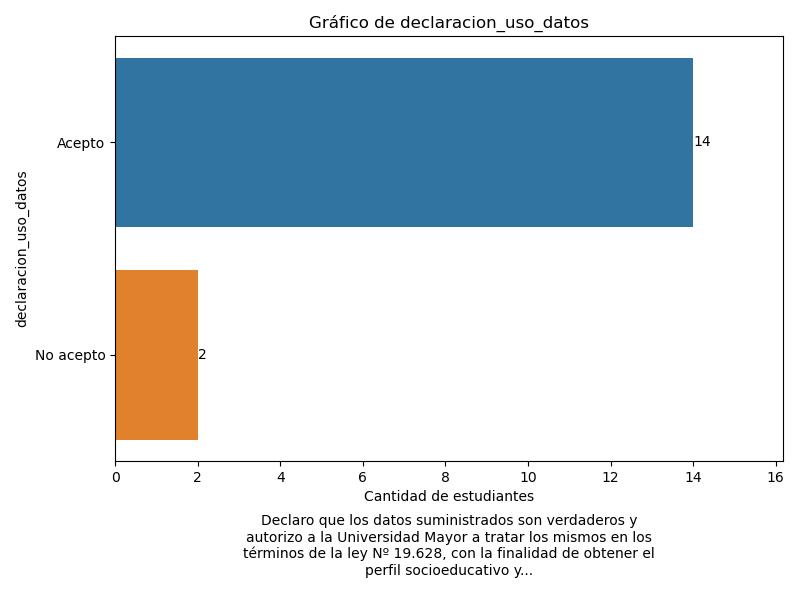 Gráfico de declaracion_uso_datos
declaracion_uso_datos
Acepto
14
No acepto
2
0 2 4 6 8 10 12 14 16
Cantidad de estudiantes
Declaro que los datos suministrados son verdaderos y
autorizo a la Universidad Mayor a tratar los mismos en los
términos de la ley Nº 19.628, con la finalidad de obtener el
perfil socioeducativo y...